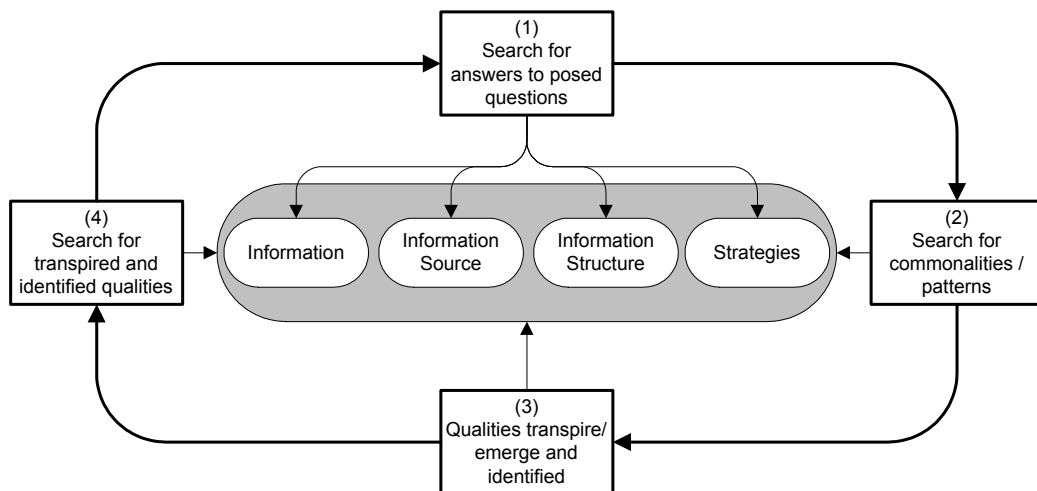 (1)
Search for
answers to posed
questions
(4)
Search for
transpired and
identified qualities
Information
Information
Source
Information
Structure
Strategies
(2)
Search for
commonalities /
patterns
(3)
Qualities transpire/
emerge and
identified